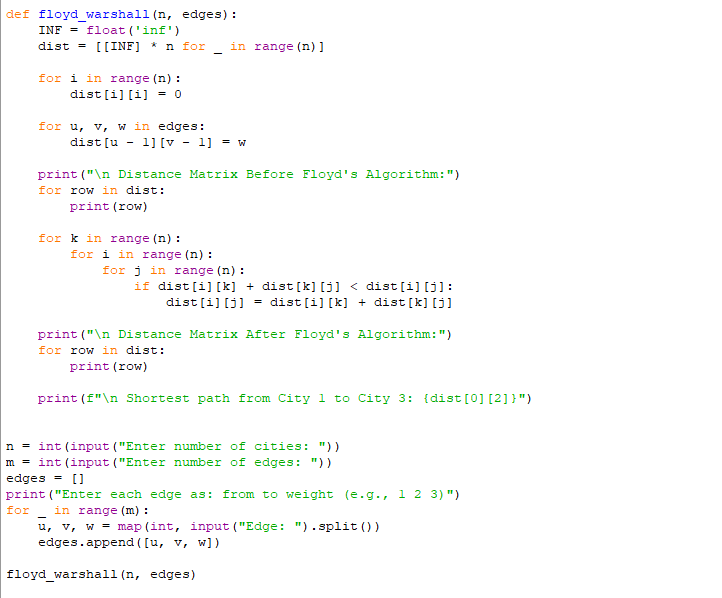 def floyd_warshall(n, edges):
    INF = float('inf')
    dist = [[INF] * n for _ in range(n)]

    for i in range(n):
        dist[i][i] = 0

    for u, v, w in edges:
        dist[u - 1][v - 1] = w

    print("\n Distance Matrix Before Floyd's Algorithm:")
    for row in dist:
        print(row)

    for k in range(n):
        for i in range(n):
            for j in range(n):
                if dist[i][k] + dist[k][j] < dist[i][j]:
                    dist[i][j] = dist[i][k] + dist[k][j]

    print("\n Distance Matrix After Floyd's Algorithm:")
    for row in dist:
        print(row)

    print(f"\n Shortest path from City 1 to City 3: {dist[0][2]}")


n = int(input("Enter number of cities: "))
m = int(input("Enter number of edges: "))
edges = []
print("Enter each edge as: from to weight (e.g., 1 2 3)")
for _ in range(m):
    u, v, w = map(int, input("Edge: ").split())
    edges.append([u, v, w])

floyd_warshall(n, edges)